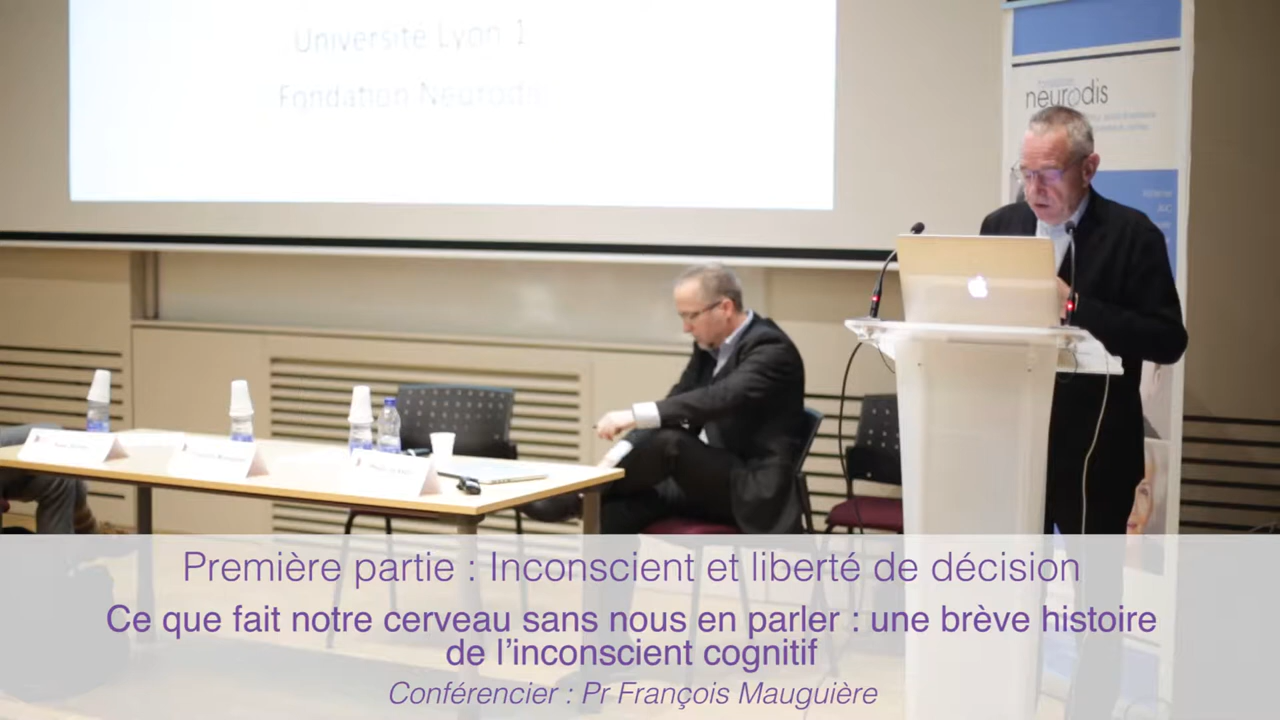 Université Lyon 1
Fondation Neurodis
neurodis
Première partie : Inconscient et liberté de décision
Ce que fait notre cerveau sans nous en parler : une brève histoire
de l’inconscient cognitif
Conférencier : Pr François Mauguière